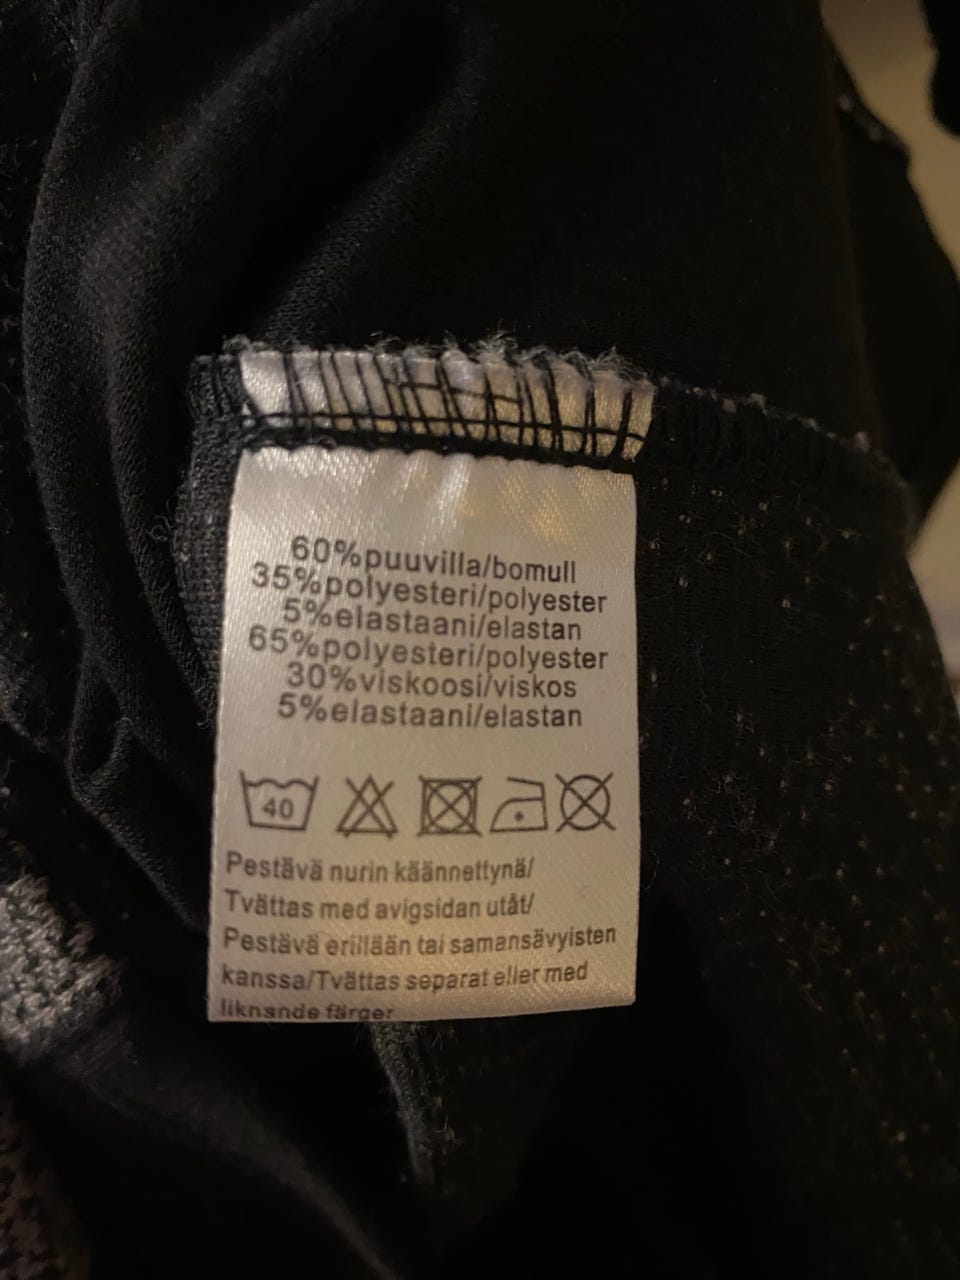 60%puuvilla/bomull
35%polyesteri/polyester
5%elastaani/elastan
65%polyesteri/polyester
30%viskoosi/viskos
5%elastaani/elastan
40
Pestävä nurin käännettynä/
Tvättas med avigsidan utåt/
Pestävä erillään tai samansävyisten
kanssa/Tvättas separat eller med
liknande färger